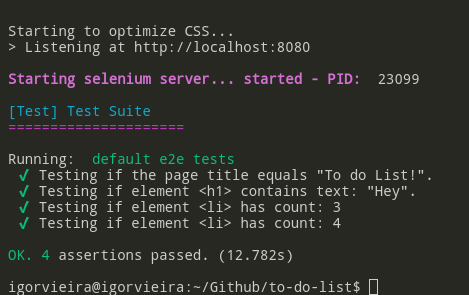 Starting to optimize CSS...
> Listening at http://localhost:8080
Starting selenium server... started - PID:  23099
[Test] Test Suite
=====================
Running:  default e2e tests
✔ Testing if the page title equals "To do List!".
✔ Testing if element <h1> contains text: "Hey".
✔ Testing if element <li> has count: 3
✔ Testing if element <li> has count: 4
OK. 4 assertions passed. (12.782s)
igorvieira@igorvieira:~/Github/to-do-list$